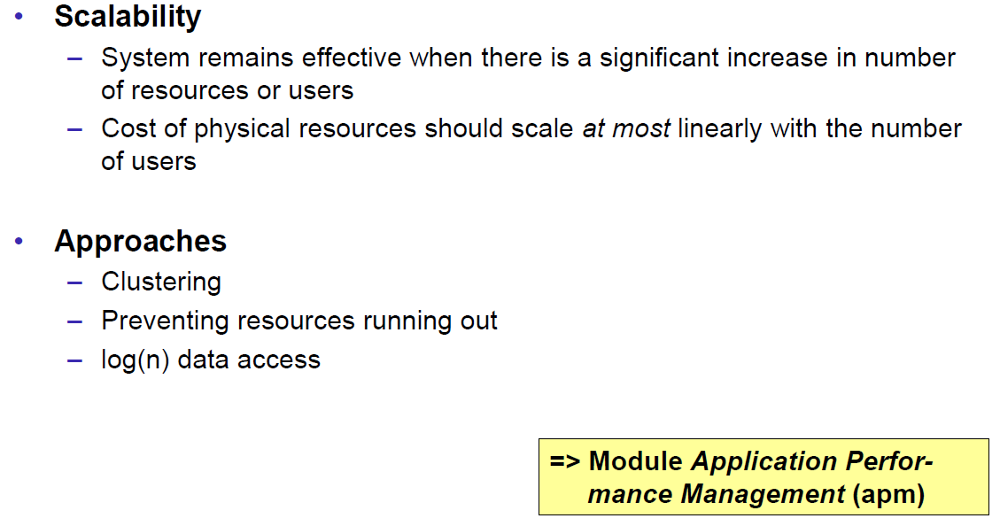 • Scalability
– System remains effective when there is a significant increase in number
of resources or users
– Cost of physical resources should scale at most linearly with the number
of users
• Approaches
– Clustering
– Preventing resources running out
– log(n) data access
=> Module Application Perfor-
mance Management (apm)